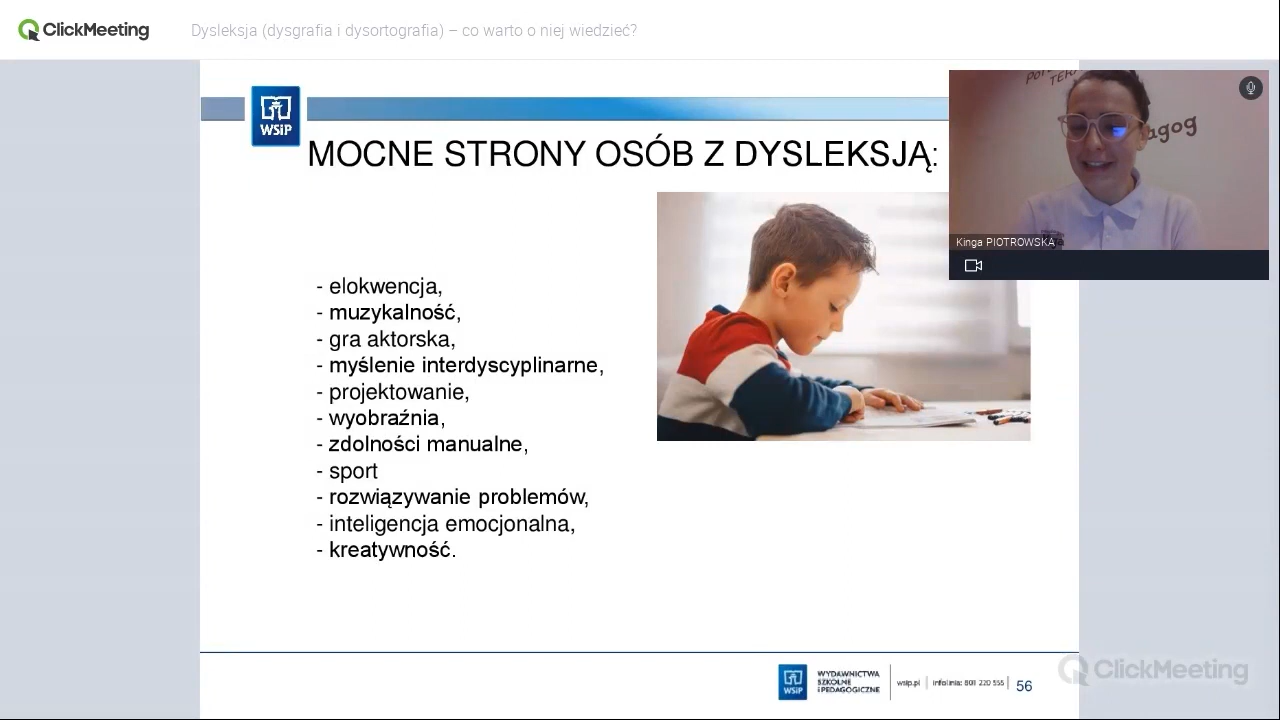 ClickMeeting
Dysleksja (dysgrafia i dysortografia) – co warto o niej wiedzieć?
WSiP
MOCNE STRONY OSÓB Z DYSLEKSJĄ:
Kinga PIOTROWSKA
- elokwencja,
- muzykalność,
- gra aktorska,
- myślenie interdyscyplinarne,
- projektowanie,
- wyobraźnia,
- zdolności manualne,
- sport
- rozwiązywanie problemów,
- inteligencja emocjonalna,
- kreatywność.
WSiP
WYDAWNICTWA
SZKOLNE
i PEDAGOGICZNE
wsip.pl | infolinia: 801 220 555 | 56
ClickMeeting